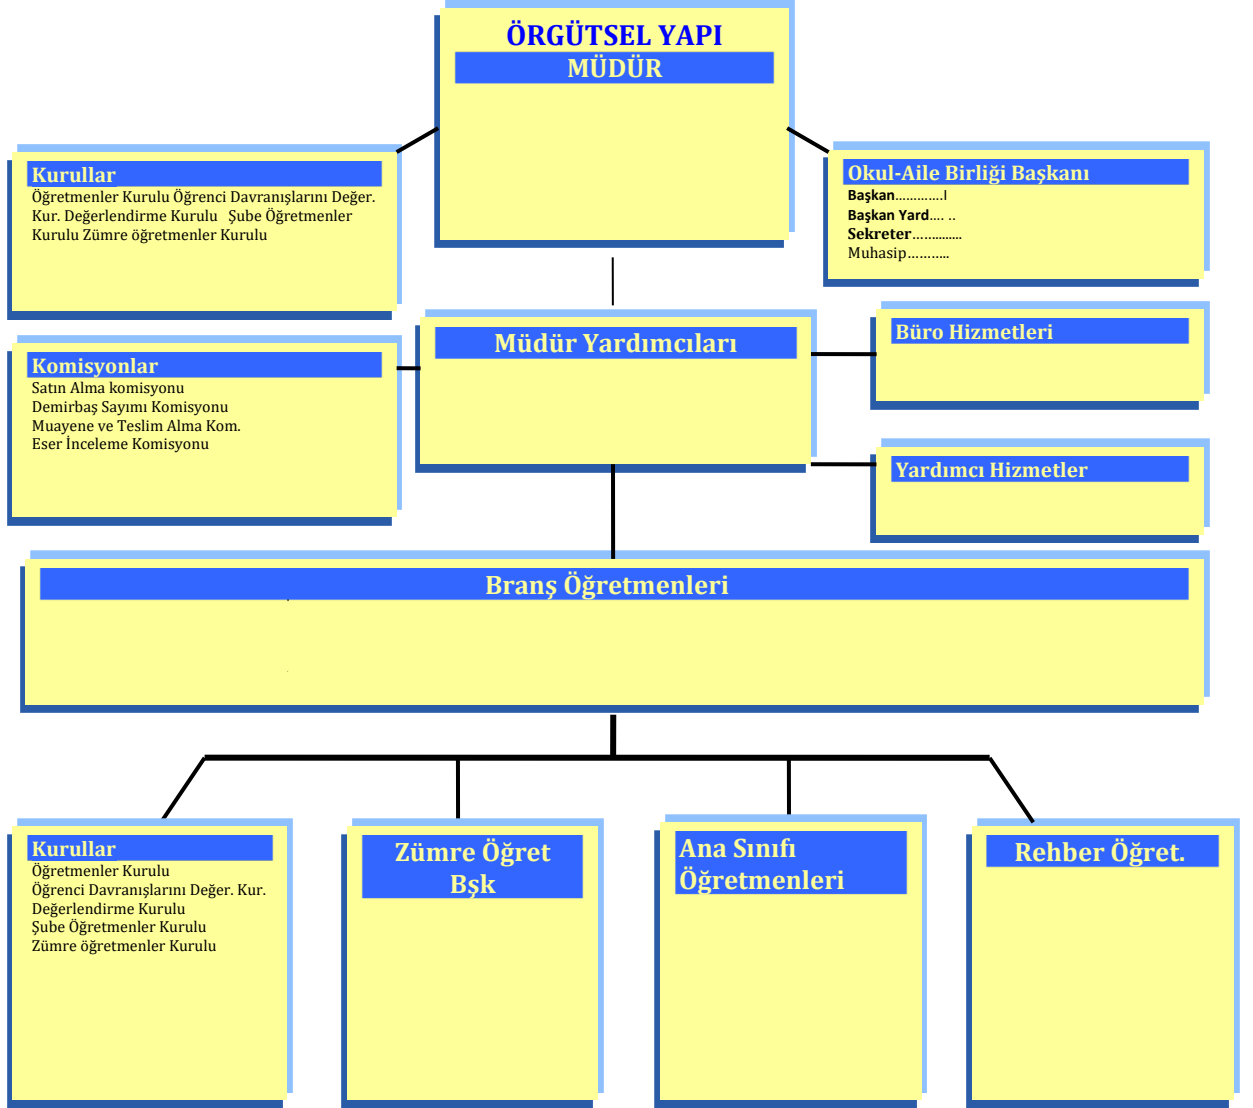 ÖRGÜTSEL YAPI
MÜDÜR
Kurullar
Öğretmenler Kurulu Öğrenci Davranışlarını Değer.
Kur. Değerlendirme Kurulu   Şube Öğretmenler
Kurulu Zümre öğretmenler Kurulu
Okul-Aile Birliği Başkanı
Başkan………….l
Başkan Yard…. ..
Sekreter…….........
Muhasip………..
Müdür Yardımcıları
Büro Hizmetleri
Komisyonlar
Satın Alma komisyonu
Demirbaş Sayımı Komisyonu
Muayene ve Teslim Alma Kom.
Eser İnceleme Komisyonu
Yardımcı Hizmetler
Branş Öğretmenleri
Kurullar
Öğretmenler Kurulu
Öğrenci Davranışlarını Değer. Kur.
Değerlendirme Kurulu
Şube Öğretmenler Kurulu
Zümre öğretmenler Kurulu
Zümre Öğret
Bşk
Ana Sınıfı
Öğretmenleri
Rehber Öğret.